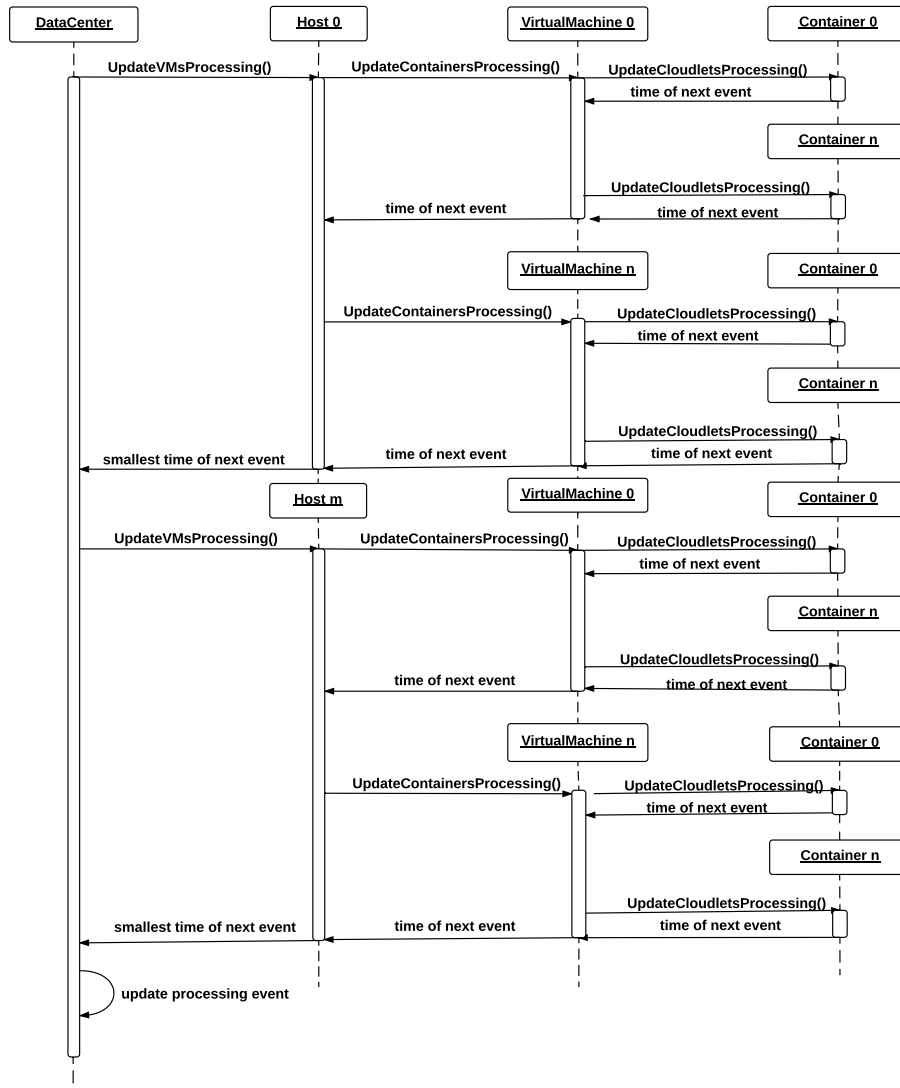 DataCenter
Host 0
VirtualMachine 0
Container 0
UpdateVMsProcessing()
UpdateContainersProcessing()
UpdateCloudletsProcessing()
time of next event
Container n
UpdateCloudletsProcessing()
time of next event
time of next event
VirtualMachine n
Container 0
UpdateContainersProcessing()
UpdateCloudletsProcessing()
time of next event
Container n
UpdateCloudletsProcessing()
smallest time of next event
time of next event
time of next event
Host m
VirtualMachine 0
Container 0
UpdateVMsProcessing()
UpdateContainersProcessing()
UpdateCloudletsProcessing()
time of next event
Container n
UpdateCloudletsProcessing()
time of next event
time of next event
VirtualMachine n
Container 0
UpdateContainersProcessing()
UpdateCloudletsProcessing()
time of next event
Container n
UpdateCloudletsProcessing()
smallest time of next event
time of next event
time of next event
update processing event